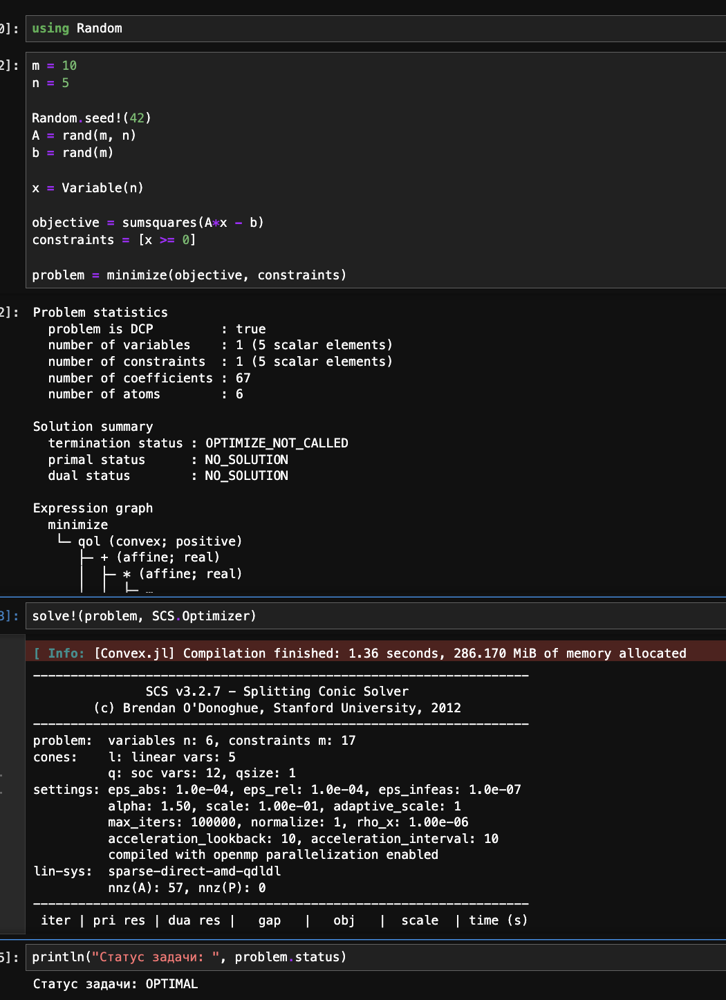 0]: using Random
2]: m = 10
n = 5
Random.seed!(42)
A = rand(m, n)
b = rand(m)
x = Variable(n)
objective = sumsquares(A*x - b)
constraints = [x >= 0]
problem = minimize(objective, constraints)
2]: Problem statistics
problem is DCP : true
number of variables : 1 (5 scalar elements)
number of constraints : 1 (5 scalar elements)
number of coefficients : 67
number of atoms : 6
Solution summary
termination status : OPTIMIZE_NOT_CALLED
primal status : NO_SOLUTION
dual status : NO_SOLUTION
Expression graph
minimize
└─ qol (convex; positive)
├─ + (affine; real)
│ ├─ * (affine; real)
│ │ ├─ …
3]: solve!(problem, SCS.Optimizer)
[ Info: [Convex.jl] Compilation finished: 1.36 seconds, 286.170 MiB of memory allocated
------------------------------------------------------------------
SCS v3.2.7 - Splitting Conic Solver
(c) Brendan O'Donoghue, Stanford University, 2012
------------------------------------------------------------------
problem: variables n: 6, constraints m: 17
cones: l: linear vars: 5
q: soc vars: 12, qsize: 1
settings: eps_abs: 1.0e-04, eps_rel: 1.0e-04, eps_infeas: 1.0e-07
alpha: 1.50, scale: 1.00e-01, adaptive_scale: 1
max_iters: 100000, normalize: 1, rho_x: 1.00e-06
acceleration_lookback: 10, acceleration_interval: 10
compiled with openmp parallelization enabled
lin-sys: sparse-direct-amd-qdldl
nnz(A): 57, nnz(P): 0
------------------------------------------------------------------
iter | pri res | dua res | gap | obj | scale | time (s)
5]: println("Статус задачи: ", problem.status)
Статус задачи: OPTIMAL